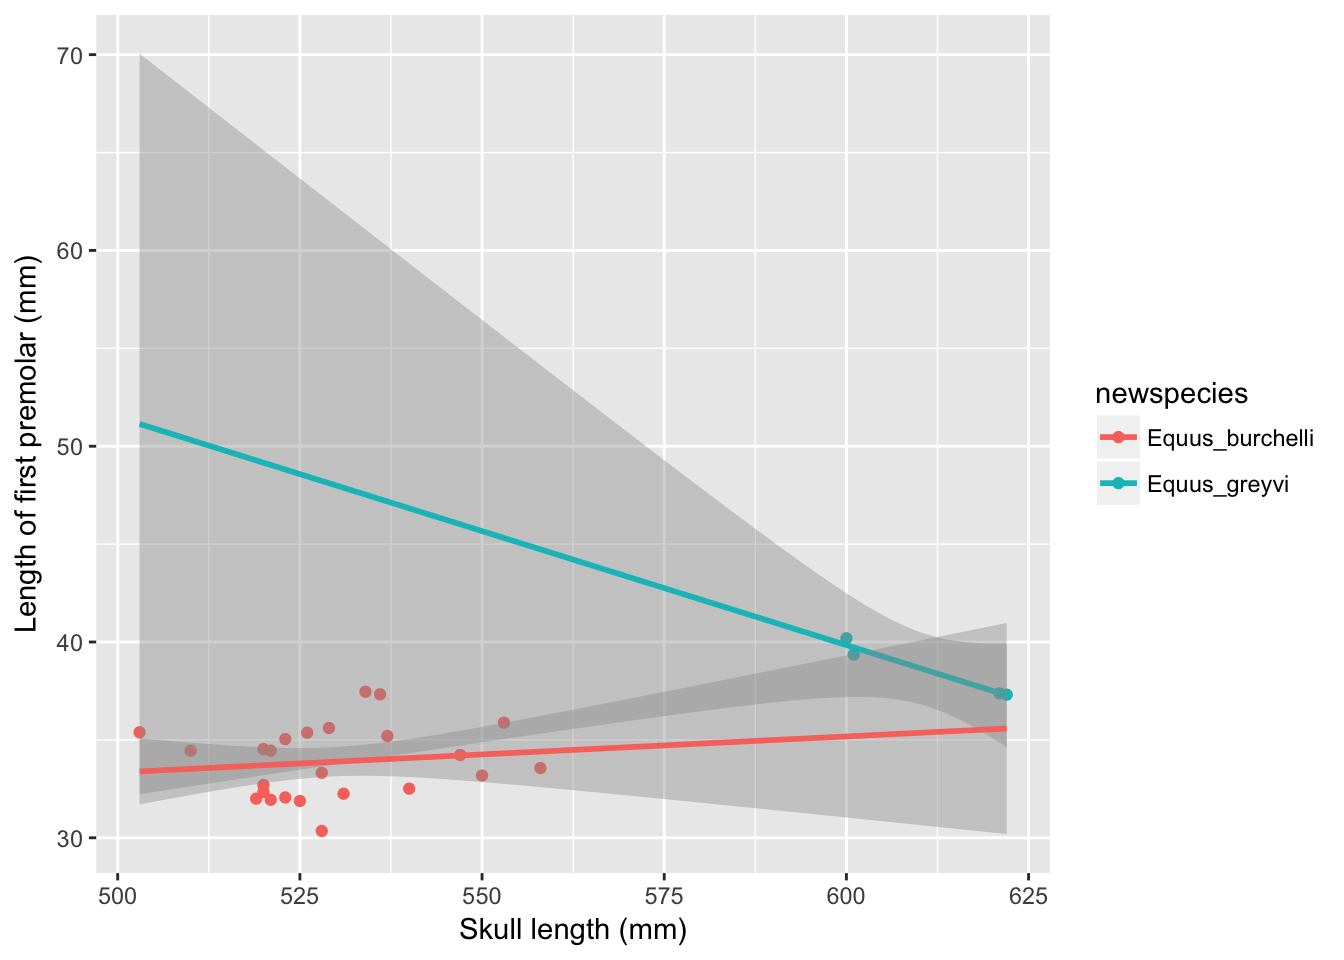 70
60
50
40
30
Length of first premolar (mm)
500 525 550 575 600 625
Skull length (mm)
newspecies
Equus_burchelli
Equus_greyvi